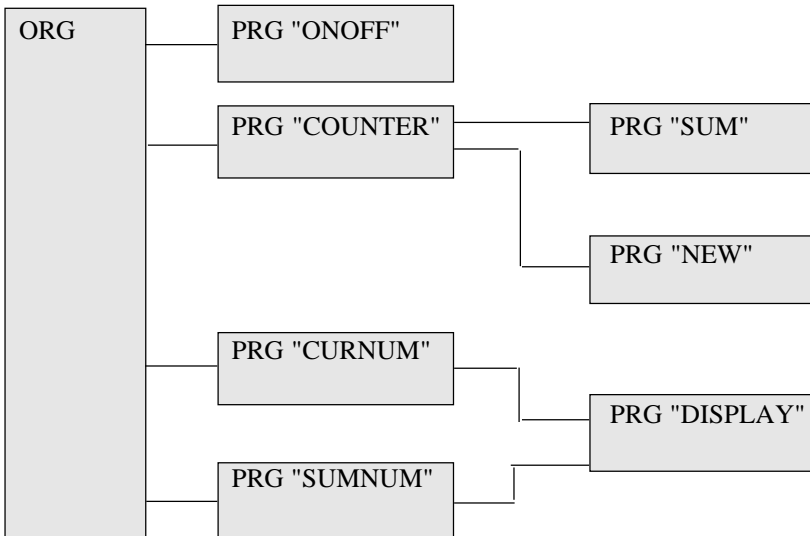 ORG
PRG "ONOFF"
PRG "COUNTER"
PRG "SUM"
PRG "NEW"
PRG "CURNUM"
PRG "DISPLAY"
PRG "SUMNUM"